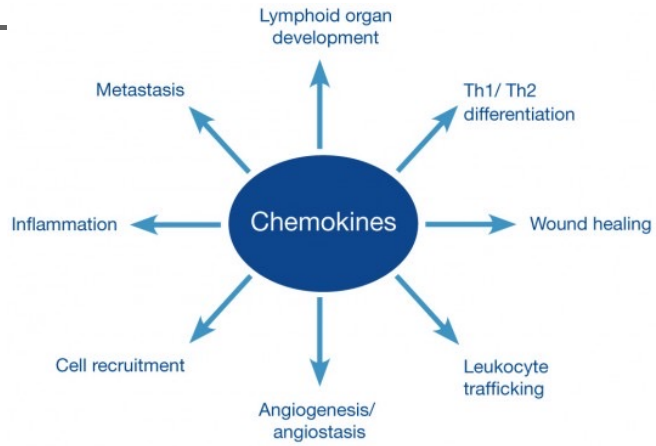 Lymphoid organ
development
Metastasis
Th1/ Th2
differentiation
Inflammation
Chemokines
Wound healing
Cell recruitment
Leukocyte
trafficking
Angiogenesis/
angiostasis